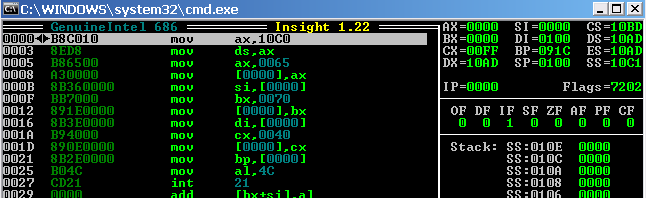 C:\WINDOWS\system32\cmd.exe
GenuineIntel 686 Insight 1.22
0000 B8C010 mov ax,10C0
0003 8ED8 mov ds,ax
0005 B86500 mov ax,0065
0008 A30000 mov [0000],ax
000B 8B360000 mov si,[0000]
000F BB7000 mov bx,0070
0012 891E0000 mov [0000],bx
0016 8B3E0000 mov di,[0000]
001A B94000 mov cx,0040
001D 890E0000 mov [0000],cx
0021 8B2E0000 mov bp,[0000]
0025 B04C mov al,4C
0027 CD21 int 21
0029 0000 add [bx+si],al
AX=0000 SI=0000 CS=10BD
BX=0000 DI=0100 DS=10AD
CX=00FF BP=091C ES=10AD
DX=10AD SP=0100 SS=10C1
IP=0000 Flags=7202
OF DF IF SF ZF AF PF CF
0 0 1 0 0 0 0 0
Stack: SS:010E 0000
SS:010C 0000
SS:010A 0000
SS:0108 0000
SS:0106 0000